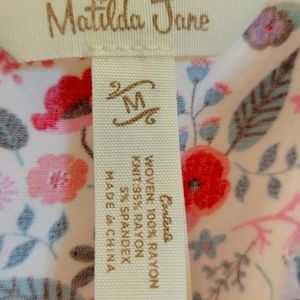 Matilda Jane
M
Contents
WOVEN: 100% RAYON
KNIT: 95% RAYON
5% SPANDEX
MADE IN CHINA